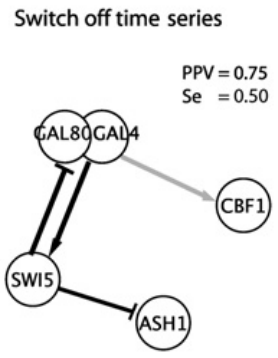 Switch off time series
PPV = 0.75
Se = 0.50
GAL80 GAL4
CBF1
SWI5
ASH1